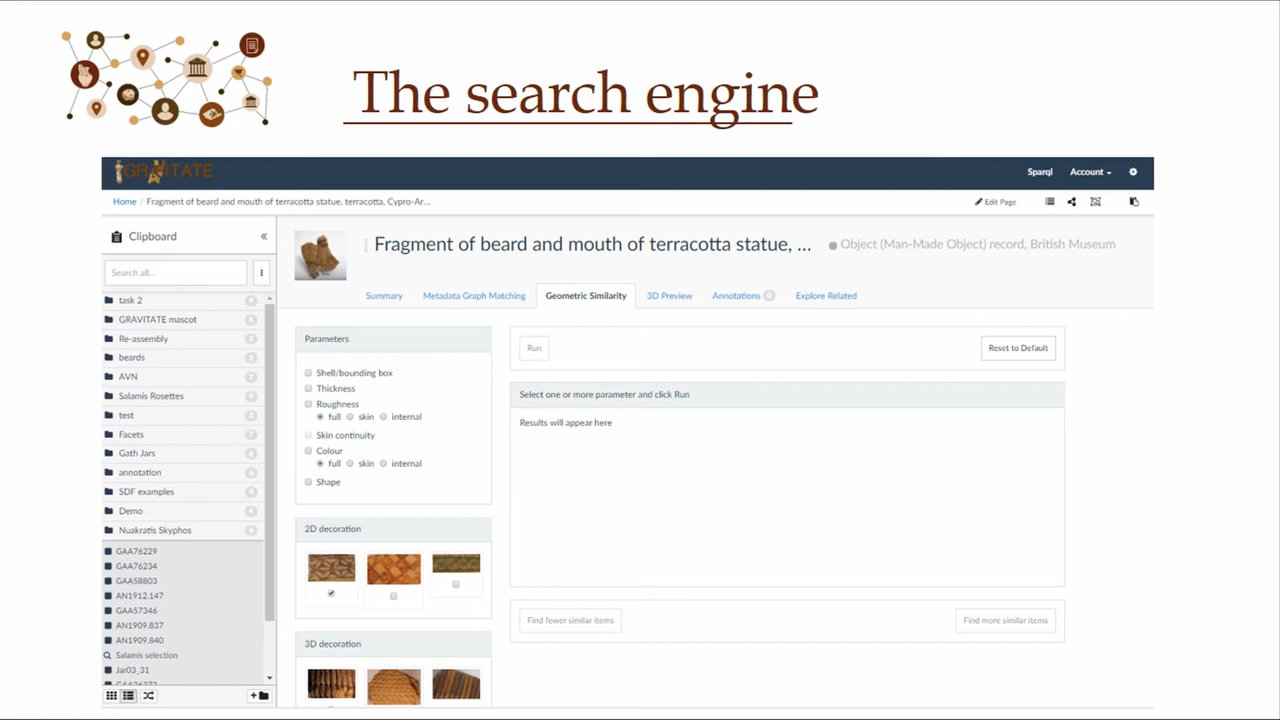 The search engine
GRAVITATE
Sparql Account
Home / Fragment of beard and mouth of terracotta statue, terracotta, Cypro-Ar...
Edit Page
Clipboard «
Search all...
task 2
GRAVITATE mascot
Re-assembly
beards
AVN
Salamis Rosettes
test
Facets
Gath Jars
annotation
SDF examples
Demo
Nuakratis Skyphos
GAA76229
GAA76234
GAA58803
AN1912.147
GAA57346
AN1909.837
AN1909.840
Salamis selection
Jar03_31
Fragment of beard and mouth of terracotta statue, ...
Object (Man-Made Object) record, British Museum
Summary Metadata Graph Matching Geometric Similarity 3D Preview Annotations 0 Explore Related
Parameters
Shell/bounding box
Thickness
Roughness
full skin internal
Skin continuity
Colour
full skin internal
Shape
2D decoration
3D decoration
Run Reset to Default
Select one or more parameter and click Run
Results will appear here
Find fewer similar items Find more similar items